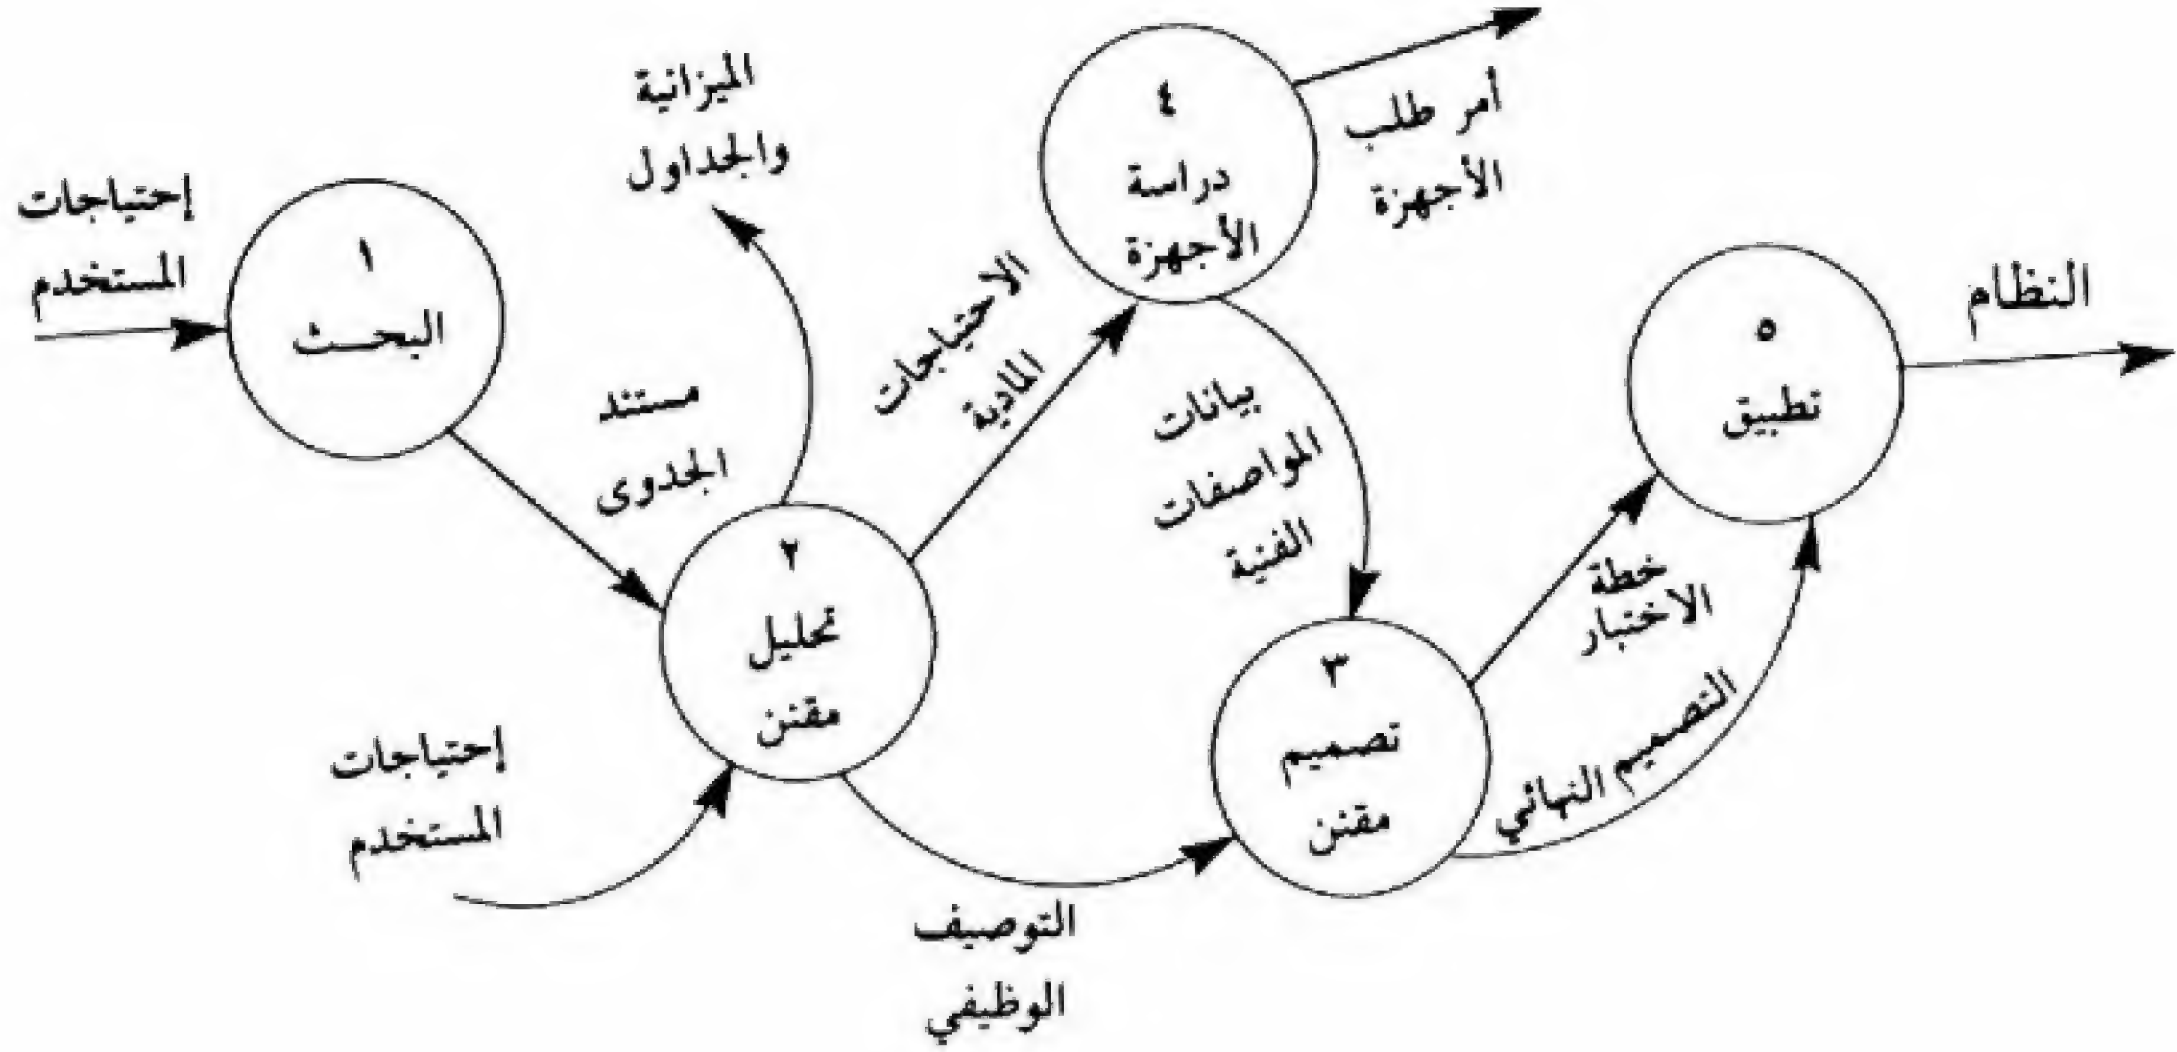 إحتياجات
المستخدم
١
البحـــث
مستند
الجدوى
الميزانية
والجداول
٢
تحليل
مقنن
إحتياجات
المستخدم
الاحتياجات
المادية
٤
دراسة
الأجهزة
أمر طلب
الأجهزة
بيانات
المواصفات
الفنية
التوصيف
الوظيفي
٣
تصميم
مقنن
خطة
الاختبار
التصميم النهائي
٥
تطبيق
النظام